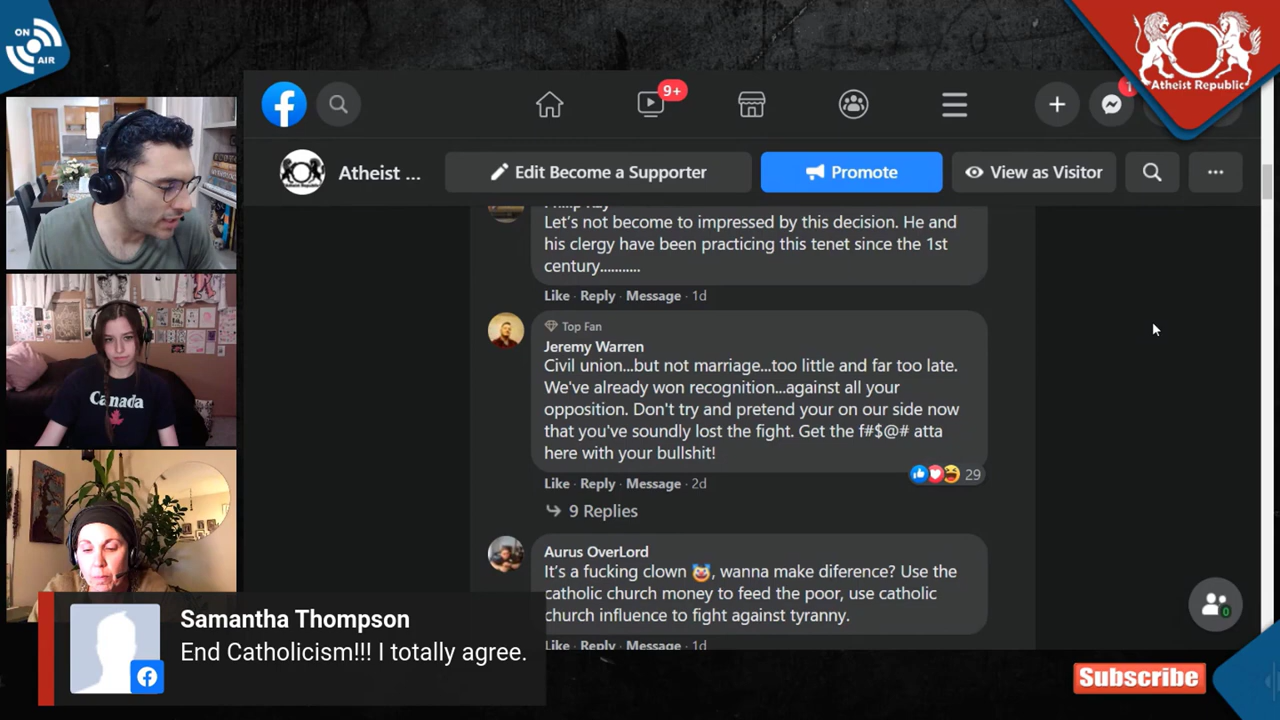 ON
AIR
Atheist Republic
9+
1
Atheist ...
Edit Become a Supporter
Promote
View as Visitor
Let's not become to impressed by this decision. He and
his clergy have been practicing this tenet since the 1st
century...........
Like · Reply · Message · 1d
Top Fan
Jeremy Warren
Civil union...but not marriage...too little and far too late.
We've already won recognition...against all your
opposition. Don't try and pretend your on our side now
that you've soundly lost the fight. Get the f#$@# atta
here with your bullshit!
29
Like · Reply · Message · 2d
9 Replies
Aurus OverLord
It's a fucking clown 🤡, wanna make diference? Use the
catholic church money to feed the poor, use catholic
church influence to fight against tyranny.
Like · Reply · Message · 1d
0
Canada
Samantha Thompson
End Catholicism!!! I totally agree.
Subscribe